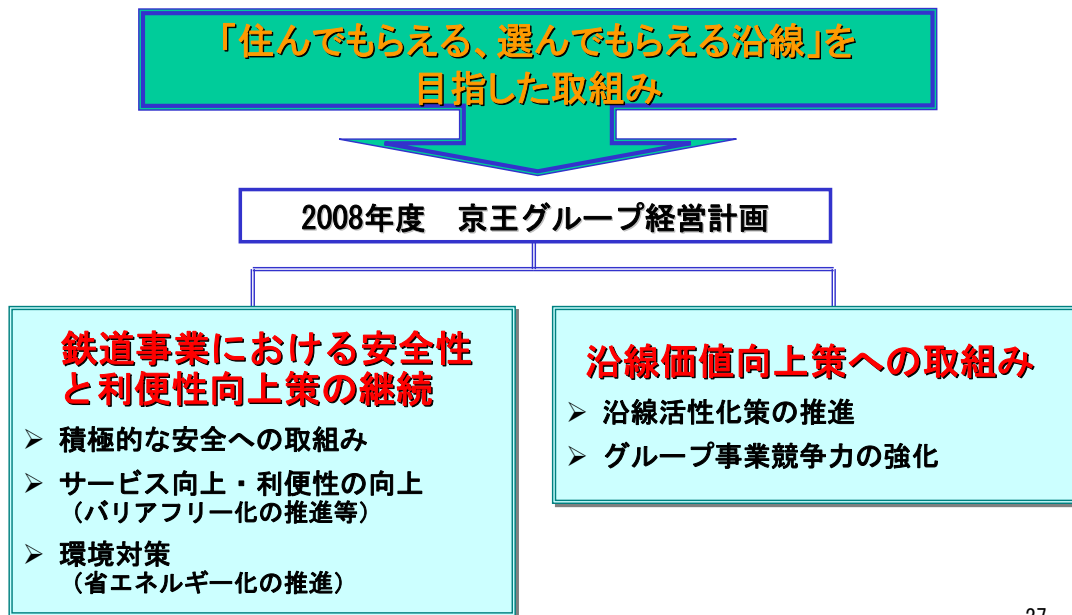 「住んでもらえる、選んでもらえる沿線」を
目指した取組み
2008年度　京王グループ経営計画
鉄道事業における安全性
と利便性向上策の継続
➢ 積極的な安全への取組み
➢ サービス向上・利便性の向上
（バリアフリー化の推進等）
➢ 環境対策
（省エネルギー化の推進）
沿線価値向上策への取組み
➢ 沿線活性化策の推進
➢ グループ事業競争力の強化
27